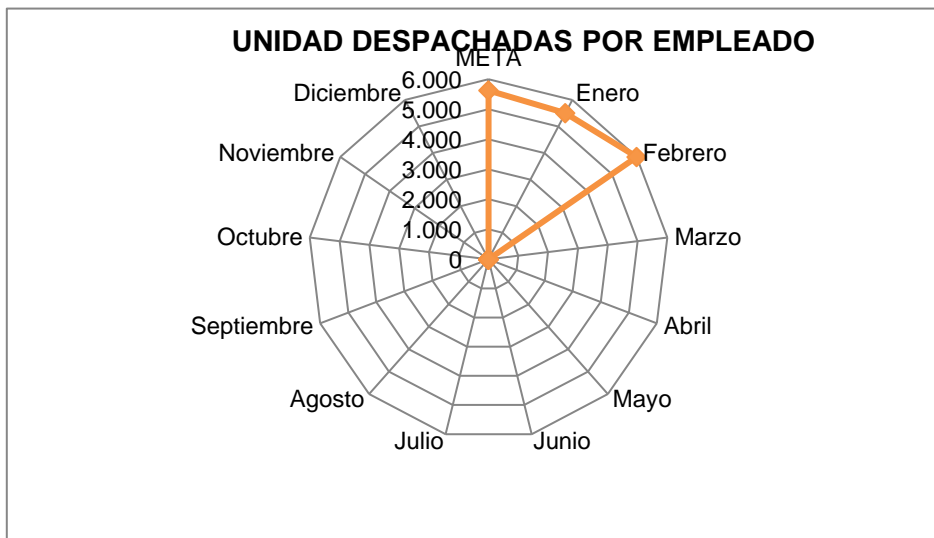 UNIDAD DESPACHADAS POR EMPLEADO
META
6.000
5.000
4.000
3.000
2.000
1.000
0
Enero
Febrero
Marzo
Abril
Mayo
Junio
Julio
Agosto
Septiembre
Octubre
Noviembre
Diciembre